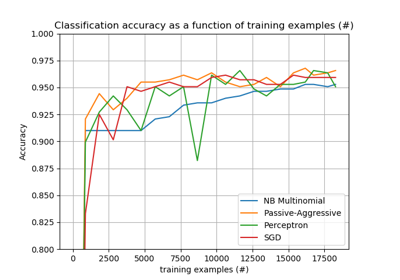 Classification accuracy as a function of training examples (#)
1.000
0.975
0.950
0.925
0.900
0.875
0.850
0.825
0.800
Accuracy
NB Multinomial
Passive-Aggressive
Perceptron
SGD
0 2500 5000 7500 10000 12500 15000 17500
training examples (#)